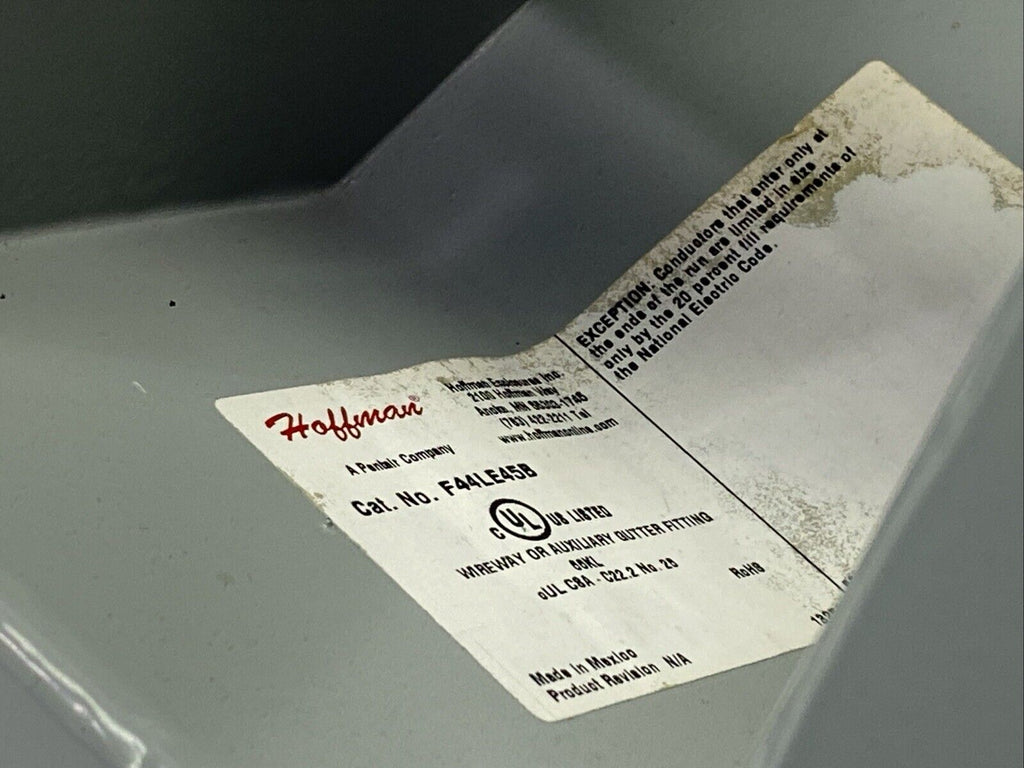 Hoffman®
A Pentair Company
Hoffman Enclosures Inc.
2100 Hoffman Way
Anoka, MN 55303-1745
(763) 422-2211 Tel
www.hoffmanonline.com
Cat. No. F44LE45B
C UL US LISTED
WIREWAY OR AUXILIARY GUTTER FITTING
66KL
cUL CSA - C22.2 No. 26
RoHS
Made in Mexico
Product Revision N/A
EXCEPTION: Conductors that enter only at
the ends of the run are limited in size
only by the 20 percent fill requirements of
the National Electric Code.